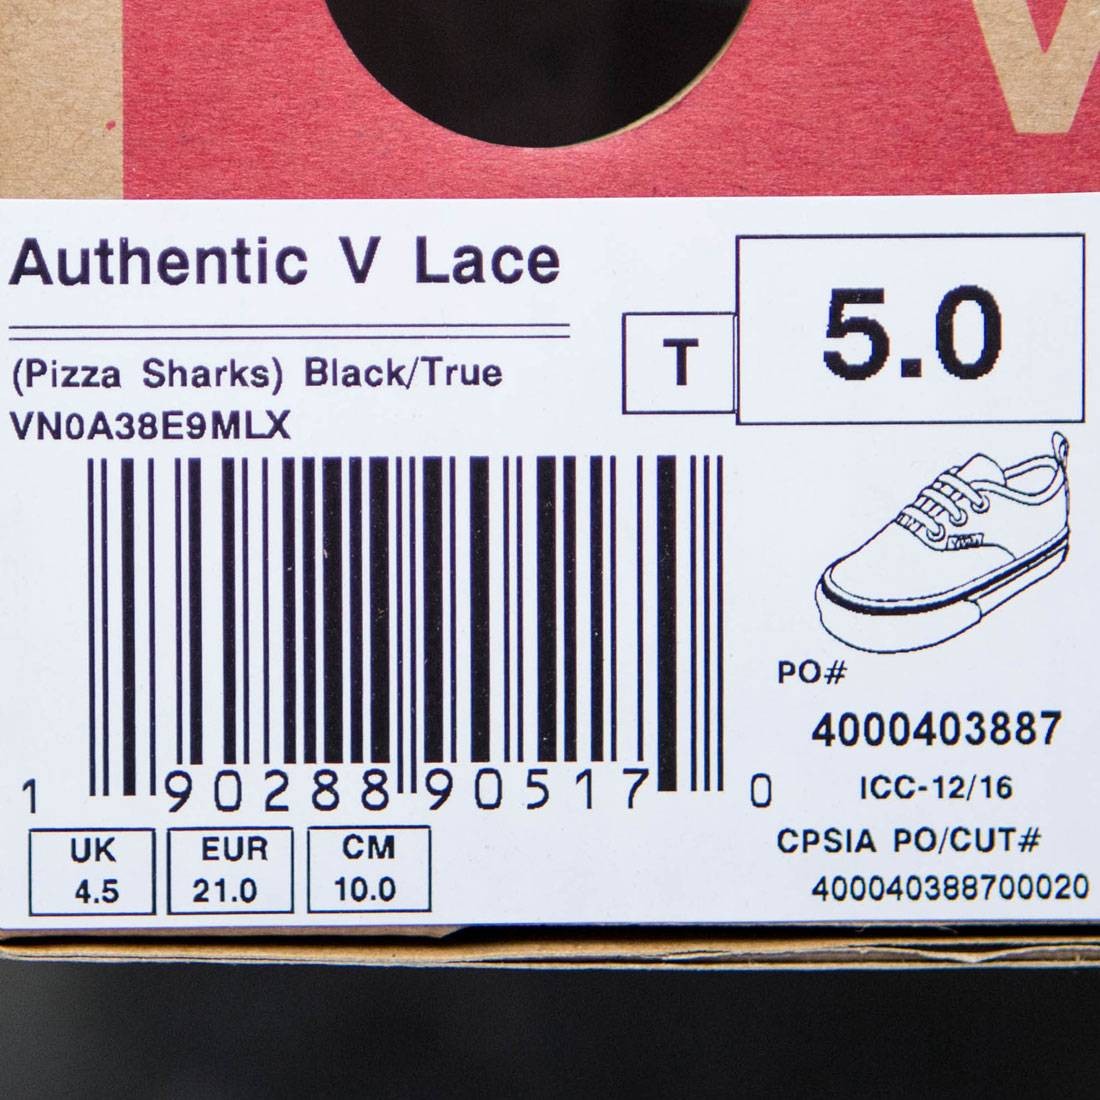 V
Authentic V Lace
(Pizza Sharks) Black/True
VN0A38E9MLX
T
5.0
1 90288 90517 0
PO#
4000403887
ICC-12/16
CPSIA PO/CUT#
400040388700020
UK
4.5
EUR
21.0
CM
10.0